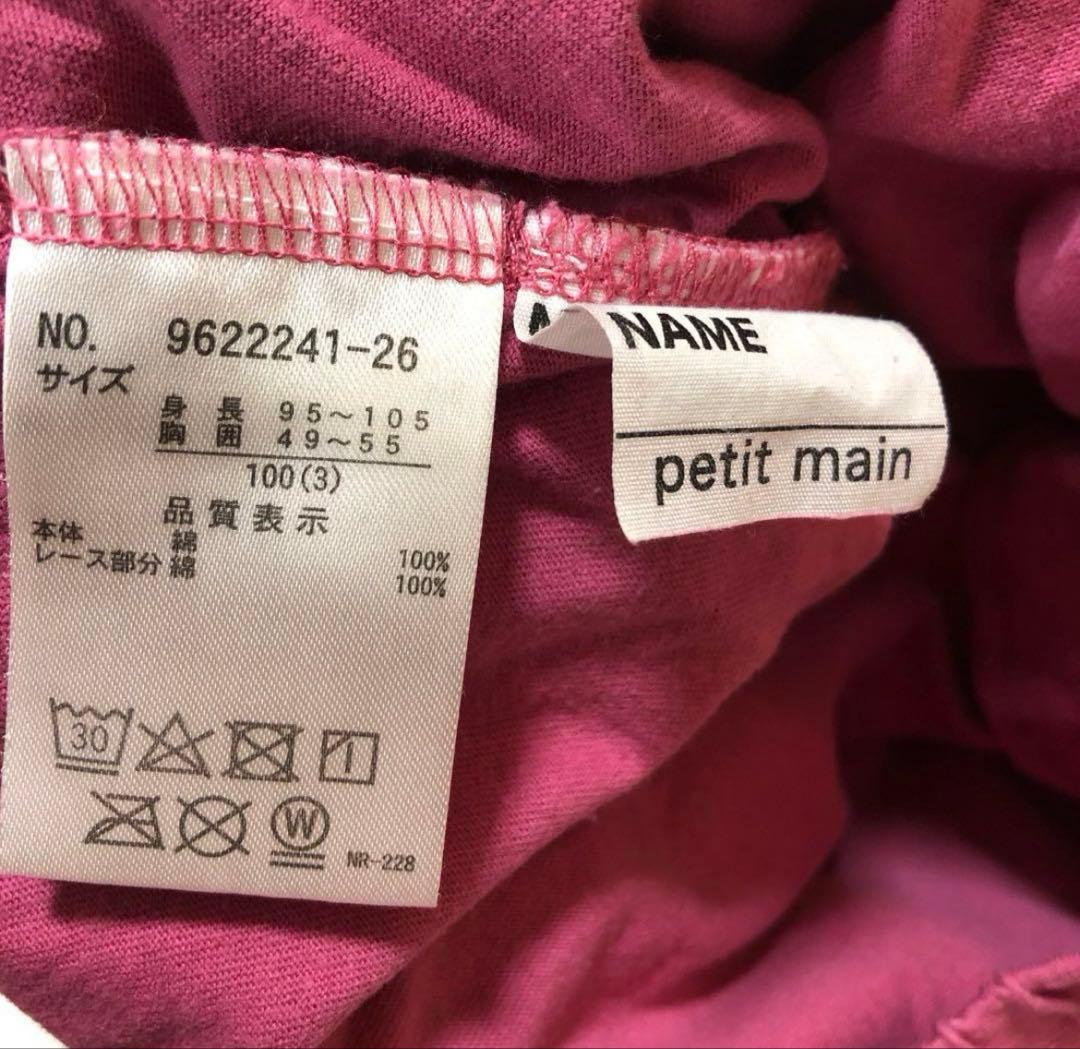 NO. 9622241-26
サイズ
身長 95～105
胸囲 49～55
100(3)
品質表示
本体 綿 100%
レース部分 綿 100%
30
W
NR-228
NAME
petit main